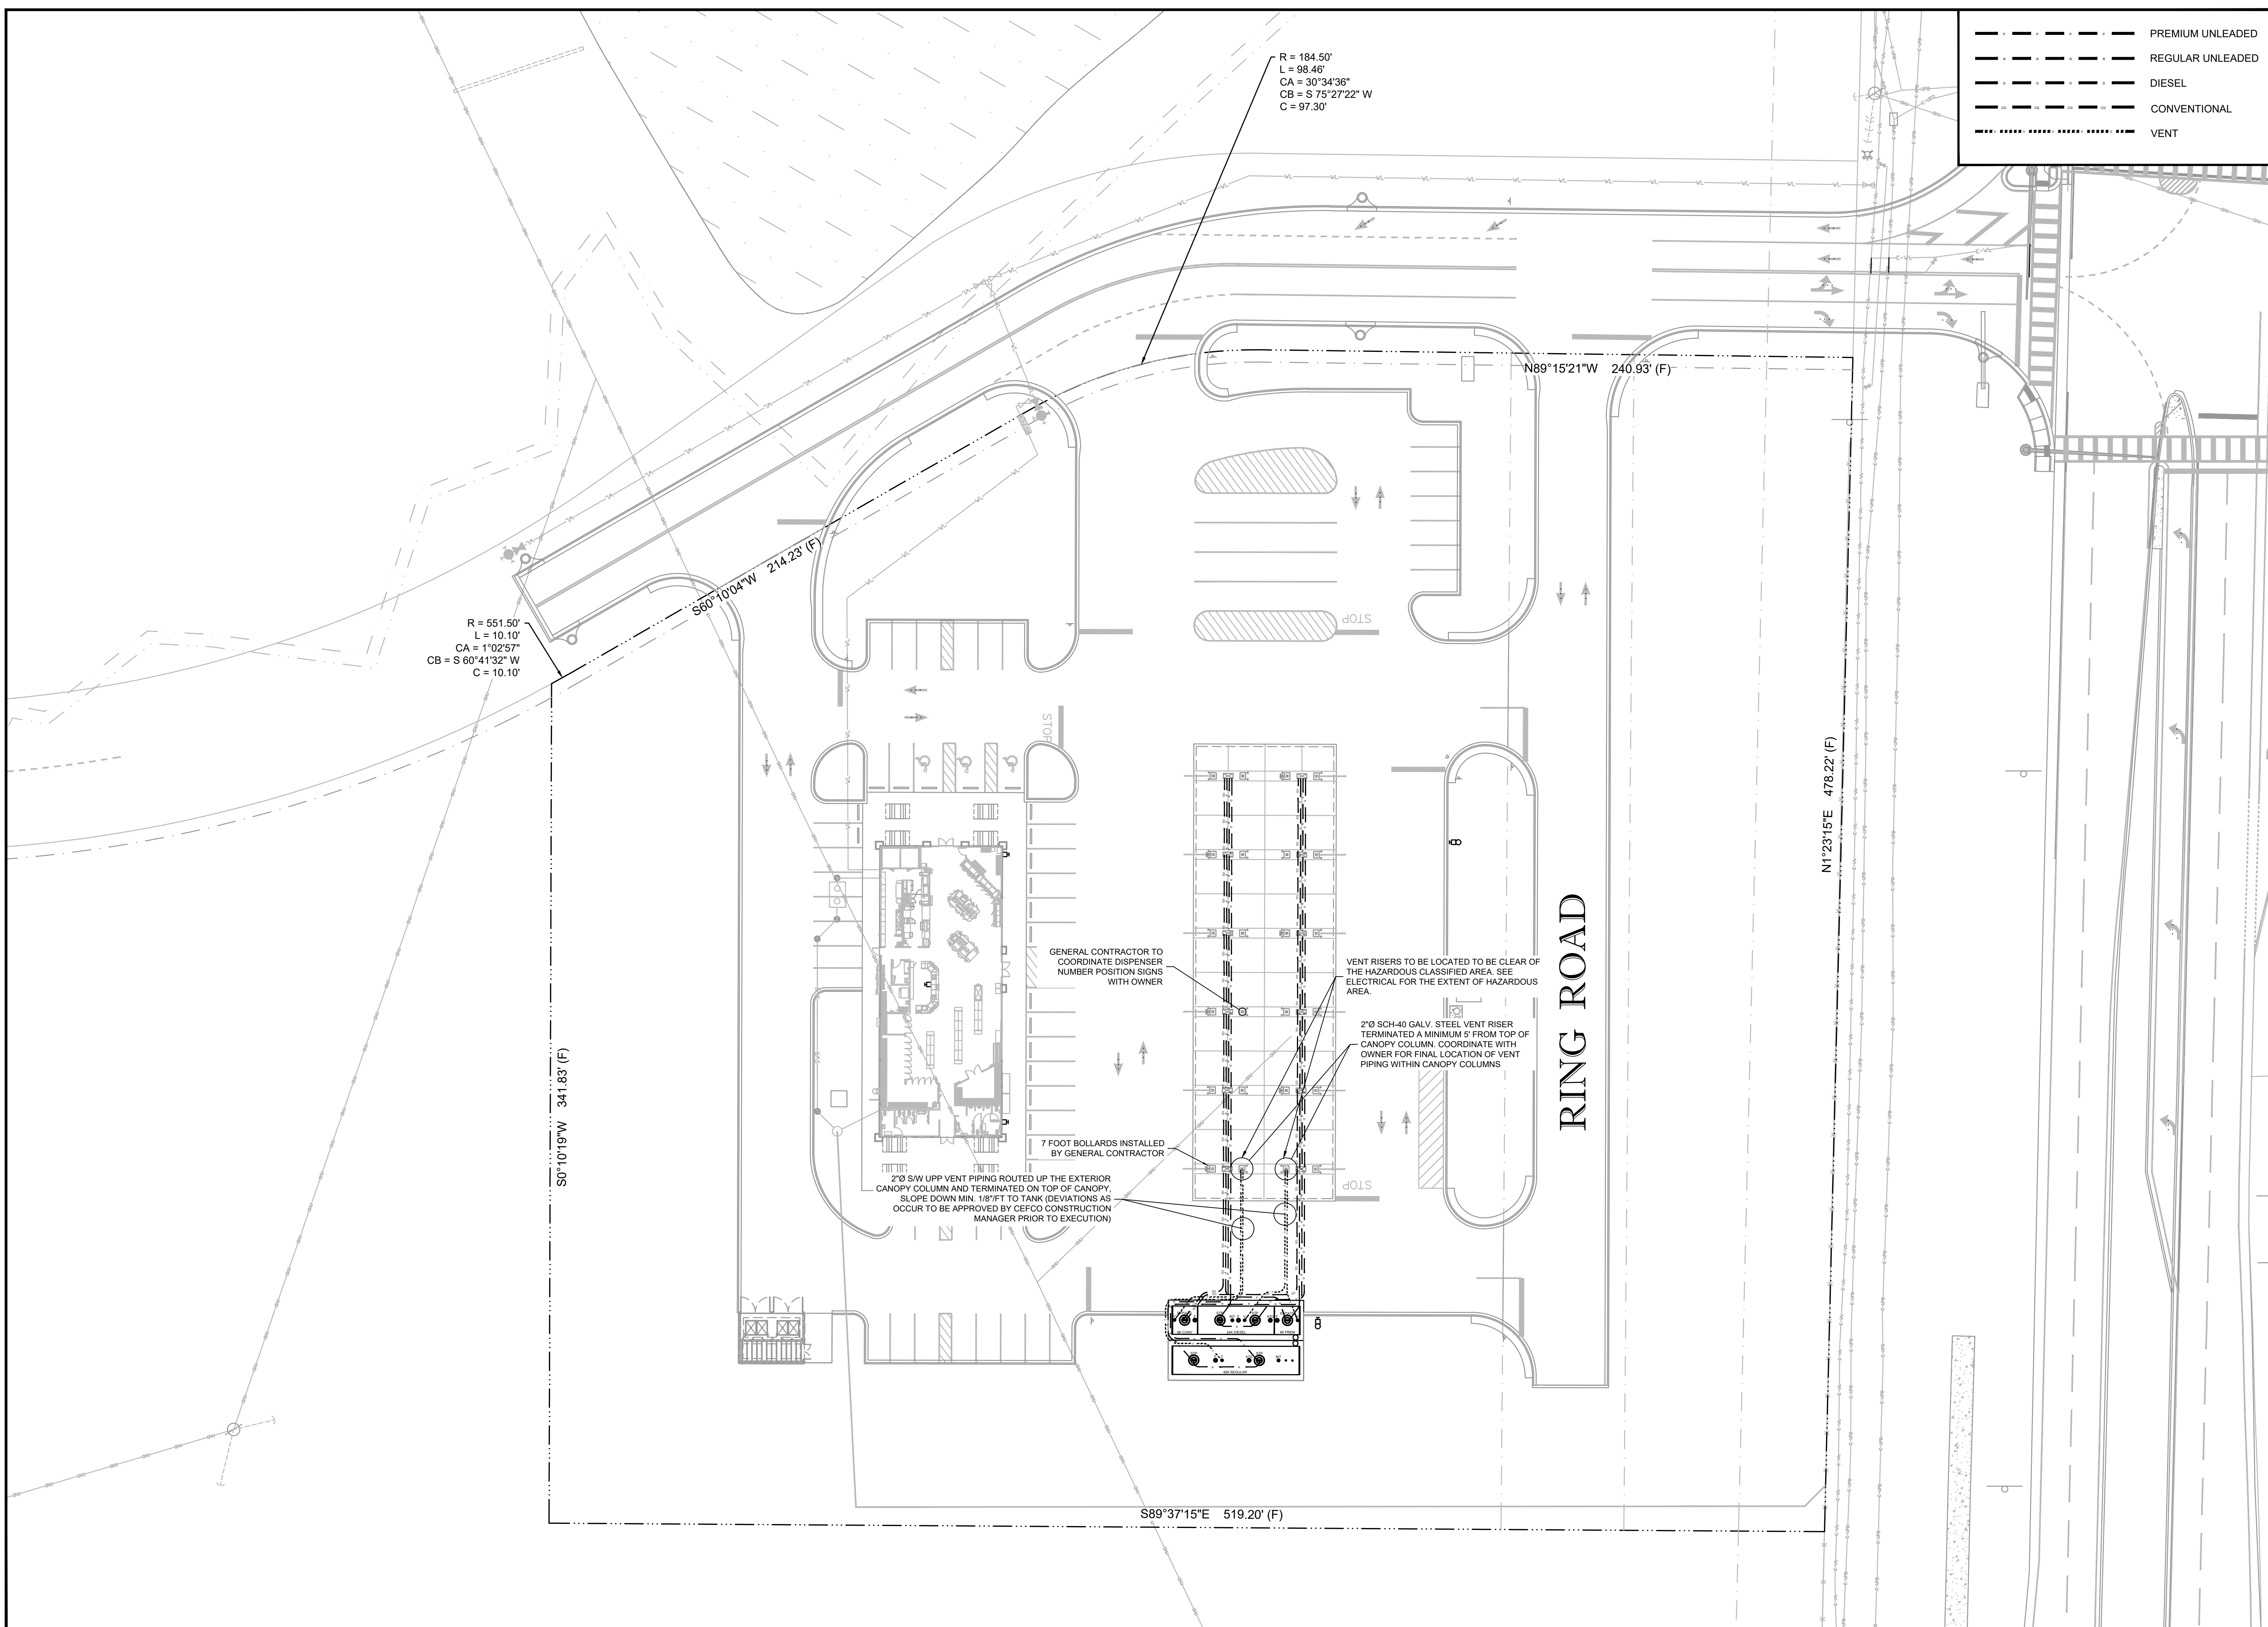 PREMIUM UNLEADED
REGULAR UNLEADED
DIESEL
CONVENTIONAL
VENT
R = 184.50'
L = 98.46'
CA = 30°34'36"
CB = S 75°27'22" W
C = 97.30'
N89°15'21"W 240.93' (F)
S60°10'04"W 214.23' (F)
R = 551.50'
L = 10.10'
CA = 1°02'57"
CB = S 60°41'32" W
C = 10.10'
STOP
STOP
N1°23'15"E 478.22' (F)
RING ROAD
GENERAL CONTRACTOR TO
COORDINATE DISPENSER
NUMBER POSITION SIGNS
WITH OWNER
VENT RISERS TO BE LOCATED TO BE CLEAR OF
THE HAZARDOUS CLASSIFIED AREA. SEE
ELECTRICAL FOR THE EXTENT OF HAZARDOUS
AREA.
2"Ø SCH-40 GALV. STEEL VENT RISER
TERMINATED A MINIMUM 5' FROM TOP OF
CANOPY COLUMN. COORDINATE WITH
OWNER FOR FINAL LOCATION OF VENT
PIPING WITHIN CANOPY COLUMNS
S0°10'19"W 341.83' (F)
7 FOOT BOLLARDS INSTALLED
BY GENERAL CONTRACTOR
2"Ø S/W UPP VENT PIPING ROUTED UP THE EXTERIOR
CANOPY COLUMN AND TERMINATED ON TOP OF CANOPY.
SLOPE DOWN MIN. 1/8"/FT TO TANK (DEVIATIONS AS
OCCUR TO BE APPROVED BY CEFCO CONSTRUCTION
MANAGER PRIOR TO EXECUTION)
STOP
S89°37'15"E 519.20' (F)